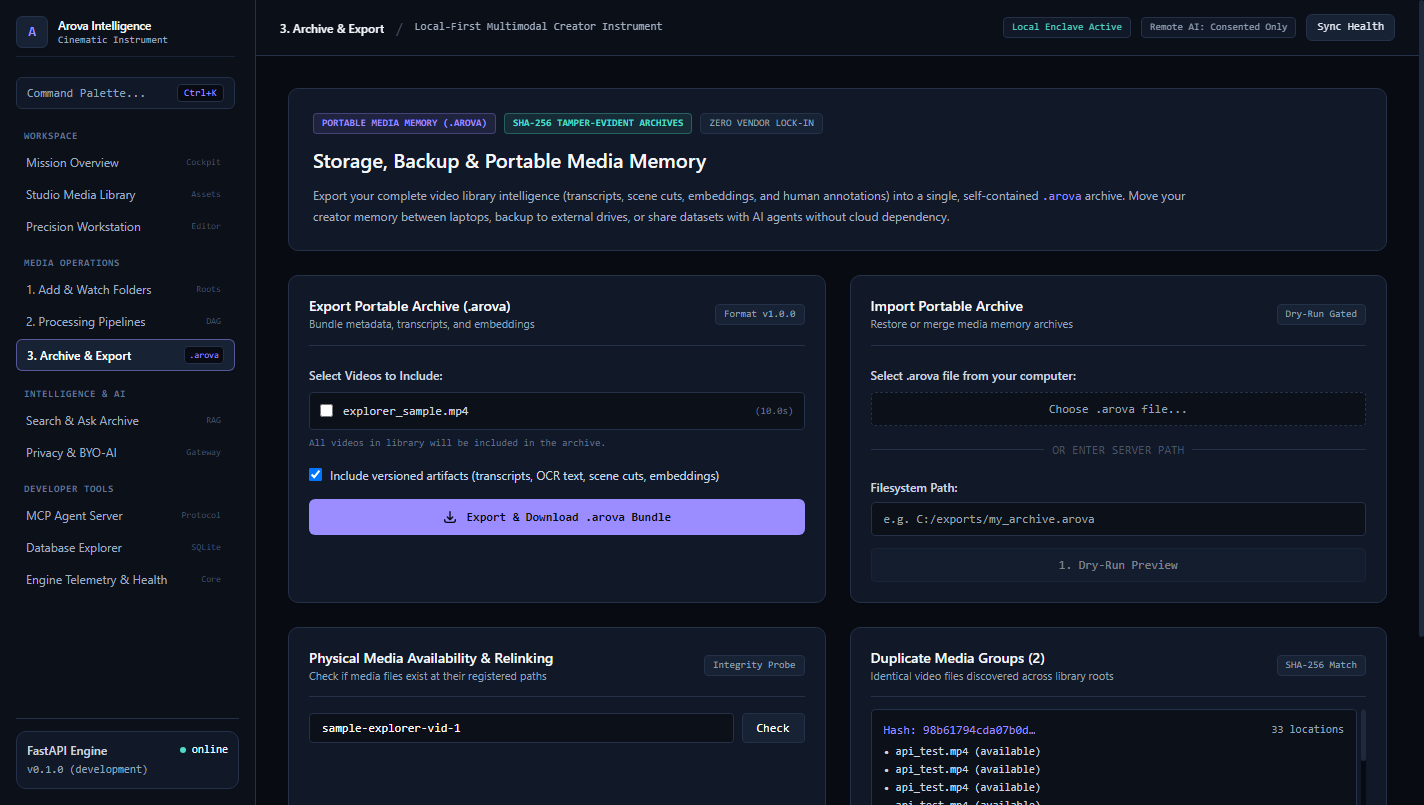 A
Arova Intelligence
Cinematic Instrument
Command Palette... Ctrl+K
WORKSPACE
Mission Overview Cockpit
Studio Media Library Assets
Precision Workstation Editor
MEDIA OPERATIONS
1. Add & Watch Folders Roots
2. Processing Pipelines DAG
3. Archive & Export .arova
INTELLIGENCE & AI
Search & Ask Archive RAG
Privacy & BYO-AI Gateway
DEVELOPER TOOLS
MCP Agent Server Protocol
Database Explorer SQLite
Engine Telemetry & Health Core
FastAPI Engine online
v0.1.0 (development)
3. Archive & Export / Local-First Multimodal Creator Instrument
Local Enclave Active
Remote AI: Consented Only
Sync Health
PORTABLE MEDIA MEMORY (.AROVA)
SHA-256 TAMPER-EVIDENT ARCHIVES
ZERO VENDOR LOCK-IN
Storage, Backup & Portable Media Memory
Export your complete video library intelligence (transcripts, scene cuts, embeddings, and human annotations) into a single, self-contained .arova archive. Move your
creator memory between laptops, backup to external drives, or share datasets with AI agents without cloud dependency.
Export Portable Archive (.arova)
Bundle metadata, transcripts, and embeddings
Format v1.0.0
Select Videos to Include:
explorer_sample.mp4 (10.0s)
All videos in library will be included in the archive.
Include versioned artifacts (transcripts, OCR text, scene cuts, embeddings)
Export & Download .arova Bundle
Import Portable Archive
Restore or merge media memory archives
Dry-Run Gated
Select .arova file from your computer:
Choose .arova file...
OR ENTER SERVER PATH
Filesystem Path:
e.g. C:/exports/my_archive.arova
1. Dry-Run Preview
Physical Media Availability & Relinking
Check if media files exist at their registered paths
Integrity Probe
sample-explorer-vid-1
Check
Duplicate Media Groups (2)
Identical video files discovered across library roots
SHA-256 Match
Hash: 98b61794cda07b0d… 33 locations
• api_test.mp4 (available)
• api_test.mp4 (available)
• api_test.mp4 (available)